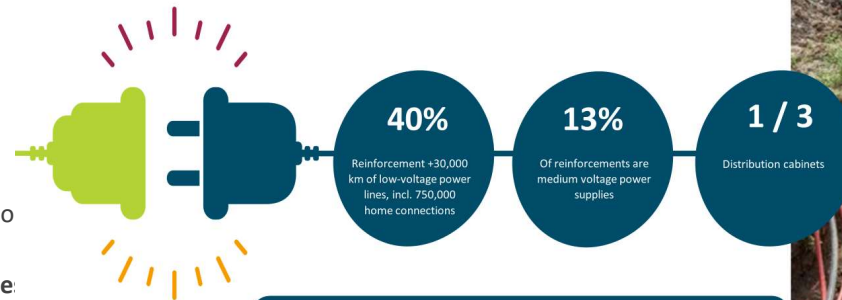 40%
Reinforcement +30,000
km of low-voltage power
lines, incl. 750,000
home connections
13%
Of reinforcements are
medium voltage power
supplies
1 / 3
Distribution cabinets